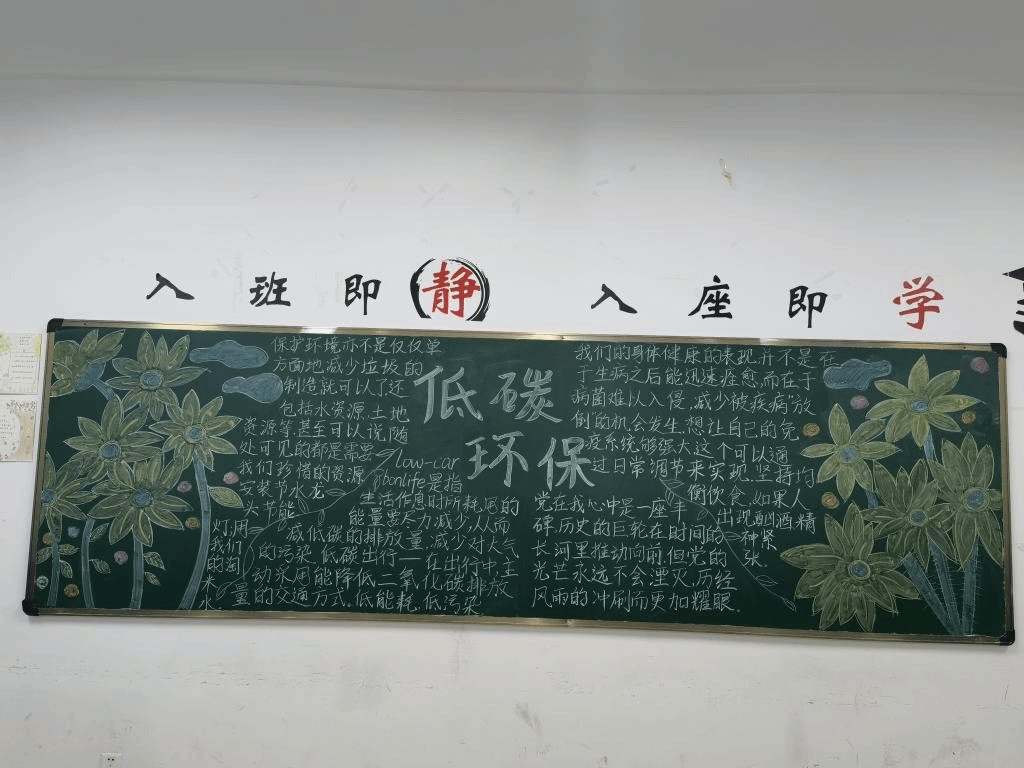 入班即静 入座即学
低碳
环保
保护环境亦不是仅仅单
方面地减少垃圾的
制造就可以了还
包括水资源.土地
资源等.甚至可以说,随
处可见的都是需要
我们珍惜的资源
安装节水龙
头节能
灯.用
我们
的淘
米
水.
low-car
bonlife是指
生活作息时所耗尽的
能量要尽力减少,从而
减低碳的排放量,减少对大气
的污染.低碳出行一在出行中,主
动采用能降低二氧化碳排放
量的交通方式.低能耗,低污染
我们的身体健康的表现并不是在
于生病之后能迅速痊愈.而在于
病菌难以入侵,减少被疾病"放
倒"的机会发生.想让自己的免
疫系统够强大,这个可以通
过日常调节来实现.坚持均
衡饮食.如果人
出现酗酒.精
神紧
张.
党在我心冲是一座丰
碑.历史的巨轮在时间的
长河里推动向前但党的
光芒永远不会湮灭.历经
风雨的冲刷而更加耀眼.